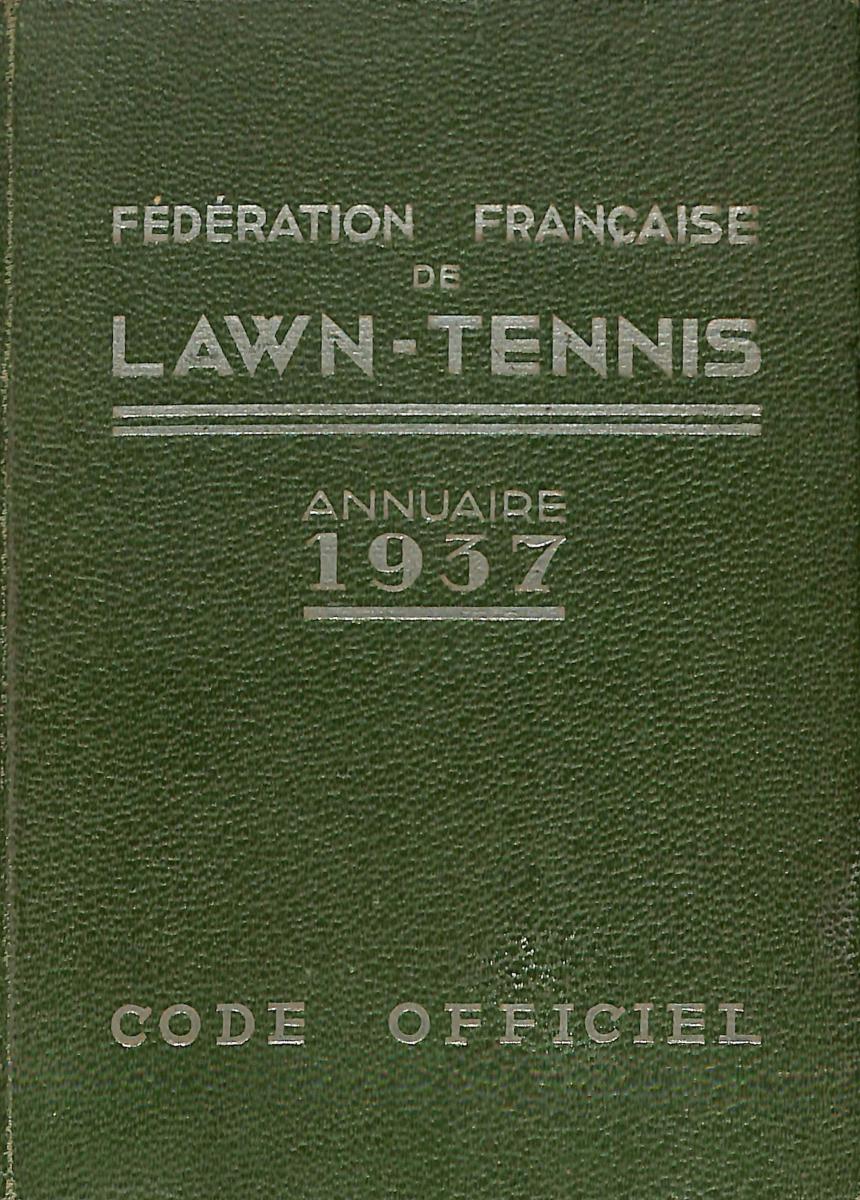 FÉDÉRATION FRANÇAISE
DE
LAWN-TENNIS
ANNUAIRE
1937
CODE OFFICIEL